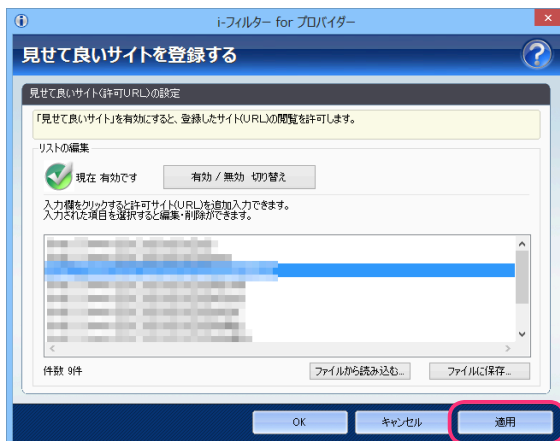 i-フィルター for プロバイダー
見せて良いサイトを登録する
見せて良いサイト(許可URL)の設定
「見せて良いサイト」を有効にすると、登録したサイト(URL)の閲覧を許可します。
リストの編集
現在 有効です
有効 / 無効 切り替え
入力欄をクリックすると許可サイト(URL)を追加入力できます。
入力された項目を選択すると編集・削除ができます。
件数 9件
ファイルから読み込む...
ファイルに保存...
OK
キャンセル
適用